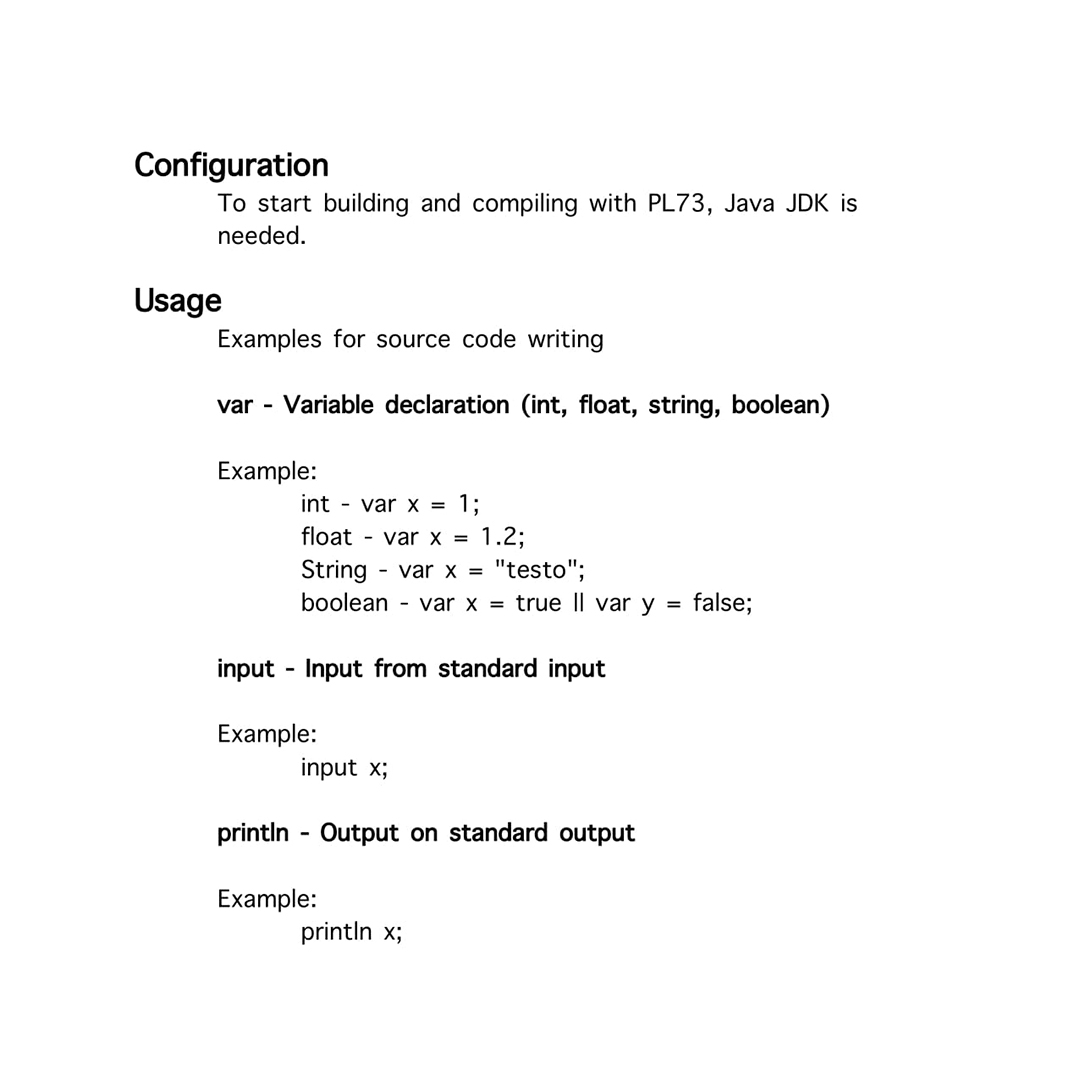 Configuration
To start building and compiling with PL73, Java JDK is
needed.
Usage
Examples for source code writing
var - Variable declaration (int, float, string, boolean)
Example:
int - var x = 1;
float - var x = 1.2;
String - var x = "testo";
boolean - var x = true || var y = false;
input - Input from standard input
Example:
input x;
println - Output on standard output
Example:
println x;